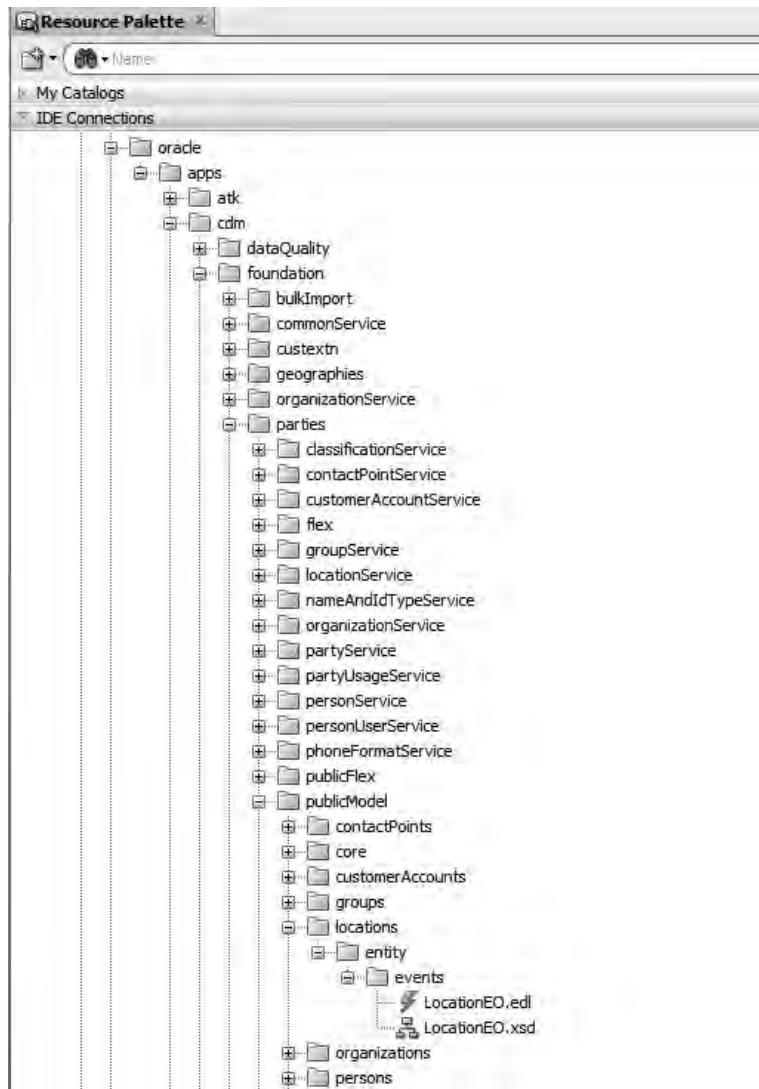 Resource Palette
Name
My Catalogs
IDE Connections
oracle
apps
atk
cdm
dataQuality
foundation
bulkImport
commonService
custextn
geographies
organizationService
parties
classificationService
contactPointService
customerAccountService
flex
groupService
locationService
nameAndIdTypeService
organizationService
partyService
partyUsageService
personService
personUserService
phoneFormatService
publicFlex
publicModel
contactPoints
core
customerAccounts
groups
locations
entity
events
LocationEO.edl
LocationEO.xsd
organizations
persons